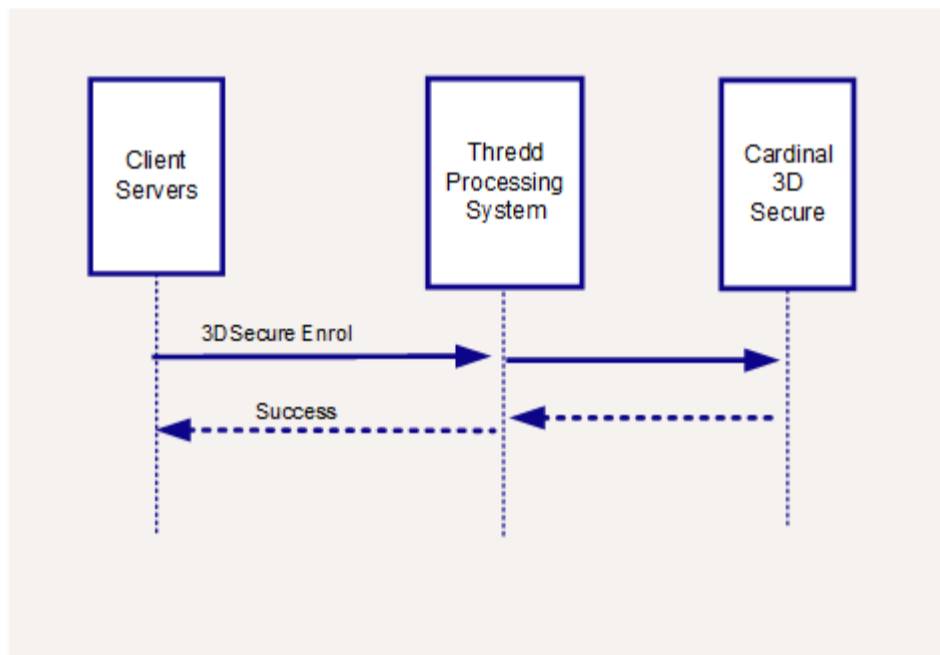 Client
Servers
Thredd
Processing
System
Cardinal
3D
Secure
3DSecure Enrol
Success